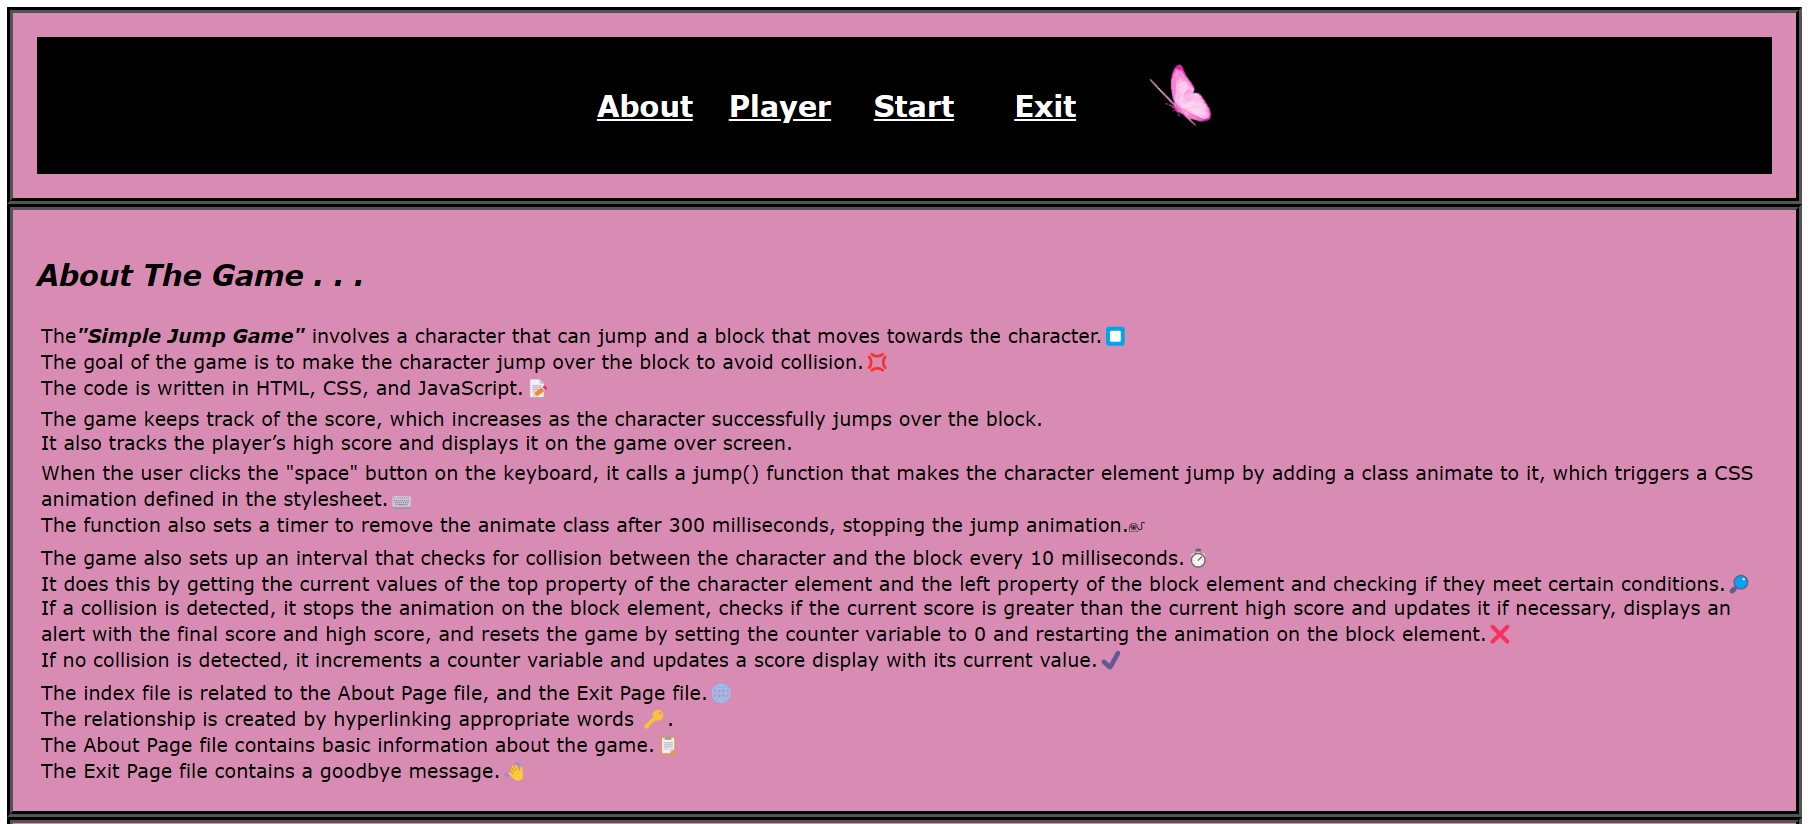 About Player Start Exit
About The Game . . .
The"Simple Jump Game" involves a character that can jump and a block that moves towards the character.
The goal of the game is to make the character jump over the block to avoid collision.
The code is written in HTML, CSS, and JavaScript.
The game keeps track of the score, which increases as the character successfully jumps over the block.
It also tracks the player’s high score and displays it on the game over screen.
When the user clicks the "space" button on the keyboard, it calls a jump() function that makes the character element jump by adding a class animate to it, which triggers a CSS
animation defined in the stylesheet.
The function also sets a timer to remove the animate class after 300 milliseconds, stopping the jump animation.
The game also sets up an interval that checks for collision between the character and the block every 10 milliseconds.
It does this by getting the current values of the top property of the character element and the left property of the block element and checking if they meet certain conditions.
If a collision is detected, it stops the animation on the block element, checks if the current score is greater than the current high score and updates it if necessary, displays an
alert with the final score and high score, and resets the game by setting the counter variable to 0 and restarting the animation on the block element.
If no collision is detected, it increments a counter variable and updates a score display with its current value.
The index file is related to the About Page file, and the Exit Page file.
The relationship is created by hyperlinking appropriate words .
The About Page file contains basic information about the game.
The Exit Page file contains a goodbye message.